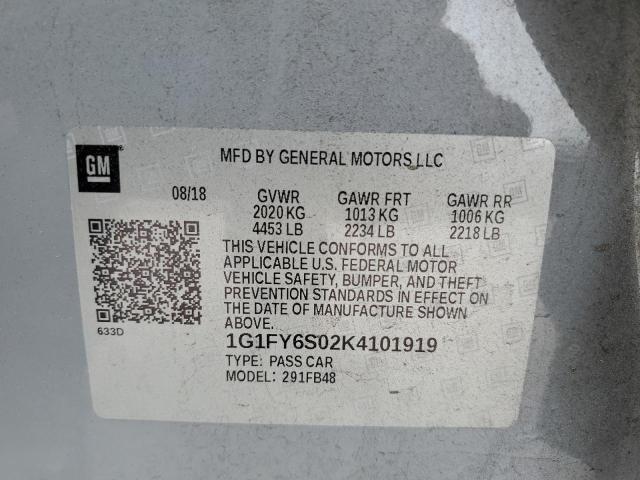 GM
MFD BY GENERAL MOTORS LLC
08/18 GVWR GAWR FRT GAWR RR
2020 KG 1013 KG 1006 KG
4453 LB 2234 LB 2218 LB
THIS VEHICLE CONFORMS TO ALL
APPLICABLE U.S. FEDERAL MOTOR
VEHICLE SAFETY, BUMPER, AND THEFT
PREVENTION STANDARDS IN EFFECT ON
THE DATE OF MANUFACTURE SHOWN
ABOVE.
633D
1G1FY6S02K4101919
TYPE: PASS CAR
MODEL: 291FB48